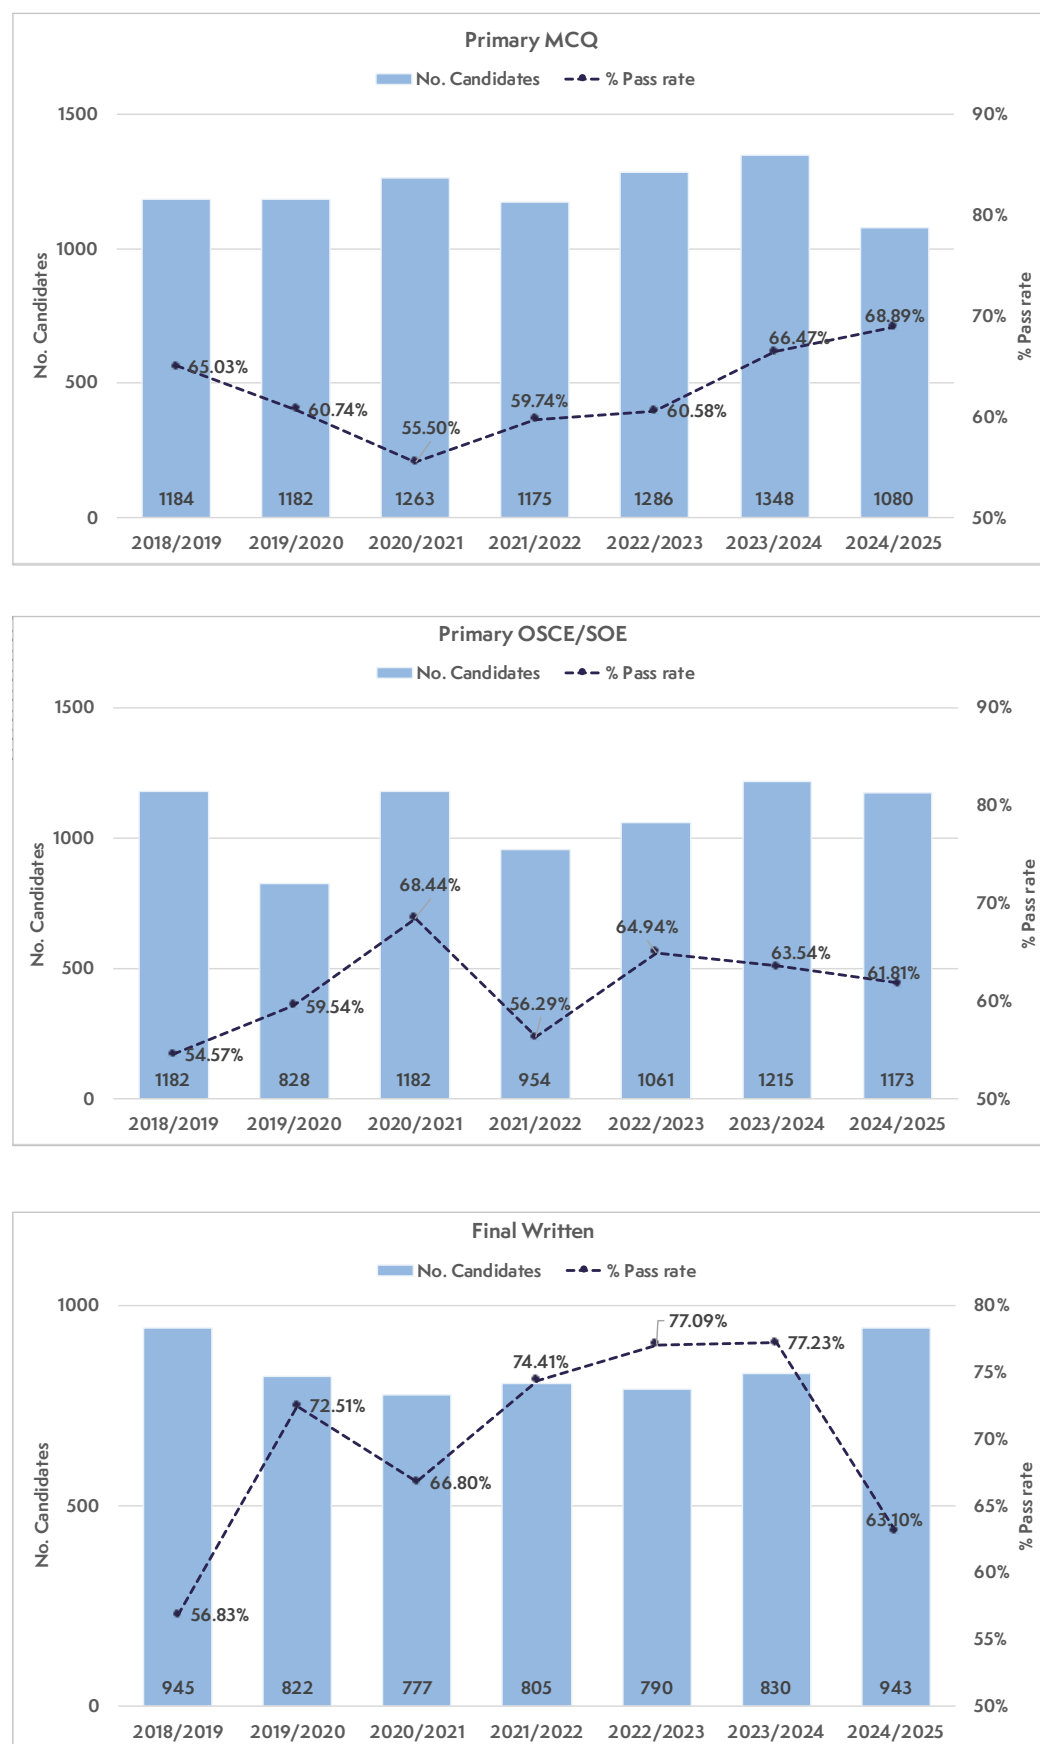 Primary MCQ
No. Candidates % Pass rate
1500 90%
80%
1000
70%
500
60%
0 50%
No. Candidates
% Pass rate
65.03% 60.74% 55.50% 59.74% 60.58% 66.47% 68.89%
1184 1182 1263 1175 1286 1348 1080
2018/2019 2019/2020 2020/2021 2021/2022 2022/2023 2023/2024 2024/2025
Primary OSCE/SOE
No. Candidates % Pass rate
1500 90%
80%
1000
70%
500
60%
0 50%
No. Candidates
% Pass rate
54.57% 59.54% 68.44% 56.29% 64.94% 63.54% 61.81%
1182 828 1182 954 1061 1215 1173
2018/2019 2019/2020 2020/2021 2021/2022 2022/2023 2023/2024 2024/2025
Final Written
No. Candidates % Pass rate
1000 80%
75%
70%
500 65%
60%
55%
0 50%
No. Candidates
% Pass rate
56.83% 72.51% 66.80% 74.41% 77.09% 77.23% 63.10%
945 822 777 805 790 830 943
2018/2019 2019/2020 2020/2021 2021/2022 2022/2023 2023/2024 2024/2025